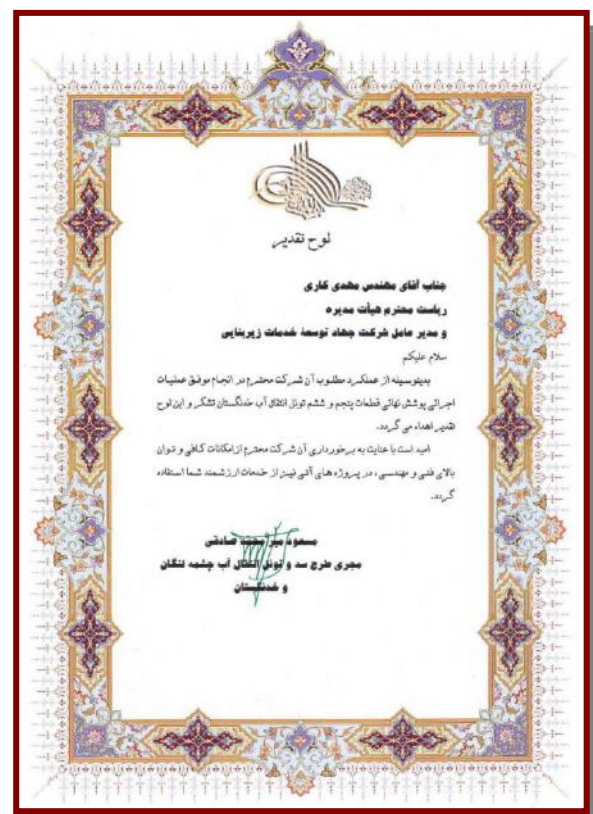 لوح تقدیر
جناب آقای مهندس مهدی کاری
ریاست محترم هیأت مدیره
و مدیر عامل شرکت جهاد توسعهٔ خدمات زیربنایی
سلام علیکم
بدینوسیله از عملکرد مطلوب آن شرکت محترم در انجام موفق عملیات
اجرائی پوشش نهائی قطعات پنجم و ششم تونل انتقال آب خدنگستان تشکر و این لوح
تقدیر اهداء می گردد.
امید است با عنایت به برخورداری آن شرکت محترم از امکانات کافی و توان
بالای فنی و مهندسی ، در پروژه های آتی نیز از خدمات ارزشمند شما استفاده
گردد.
مسعود میر محمد صادقی
مجری طرح سد و تونل انتقال آب چشمه لنگان
و خدنگستان